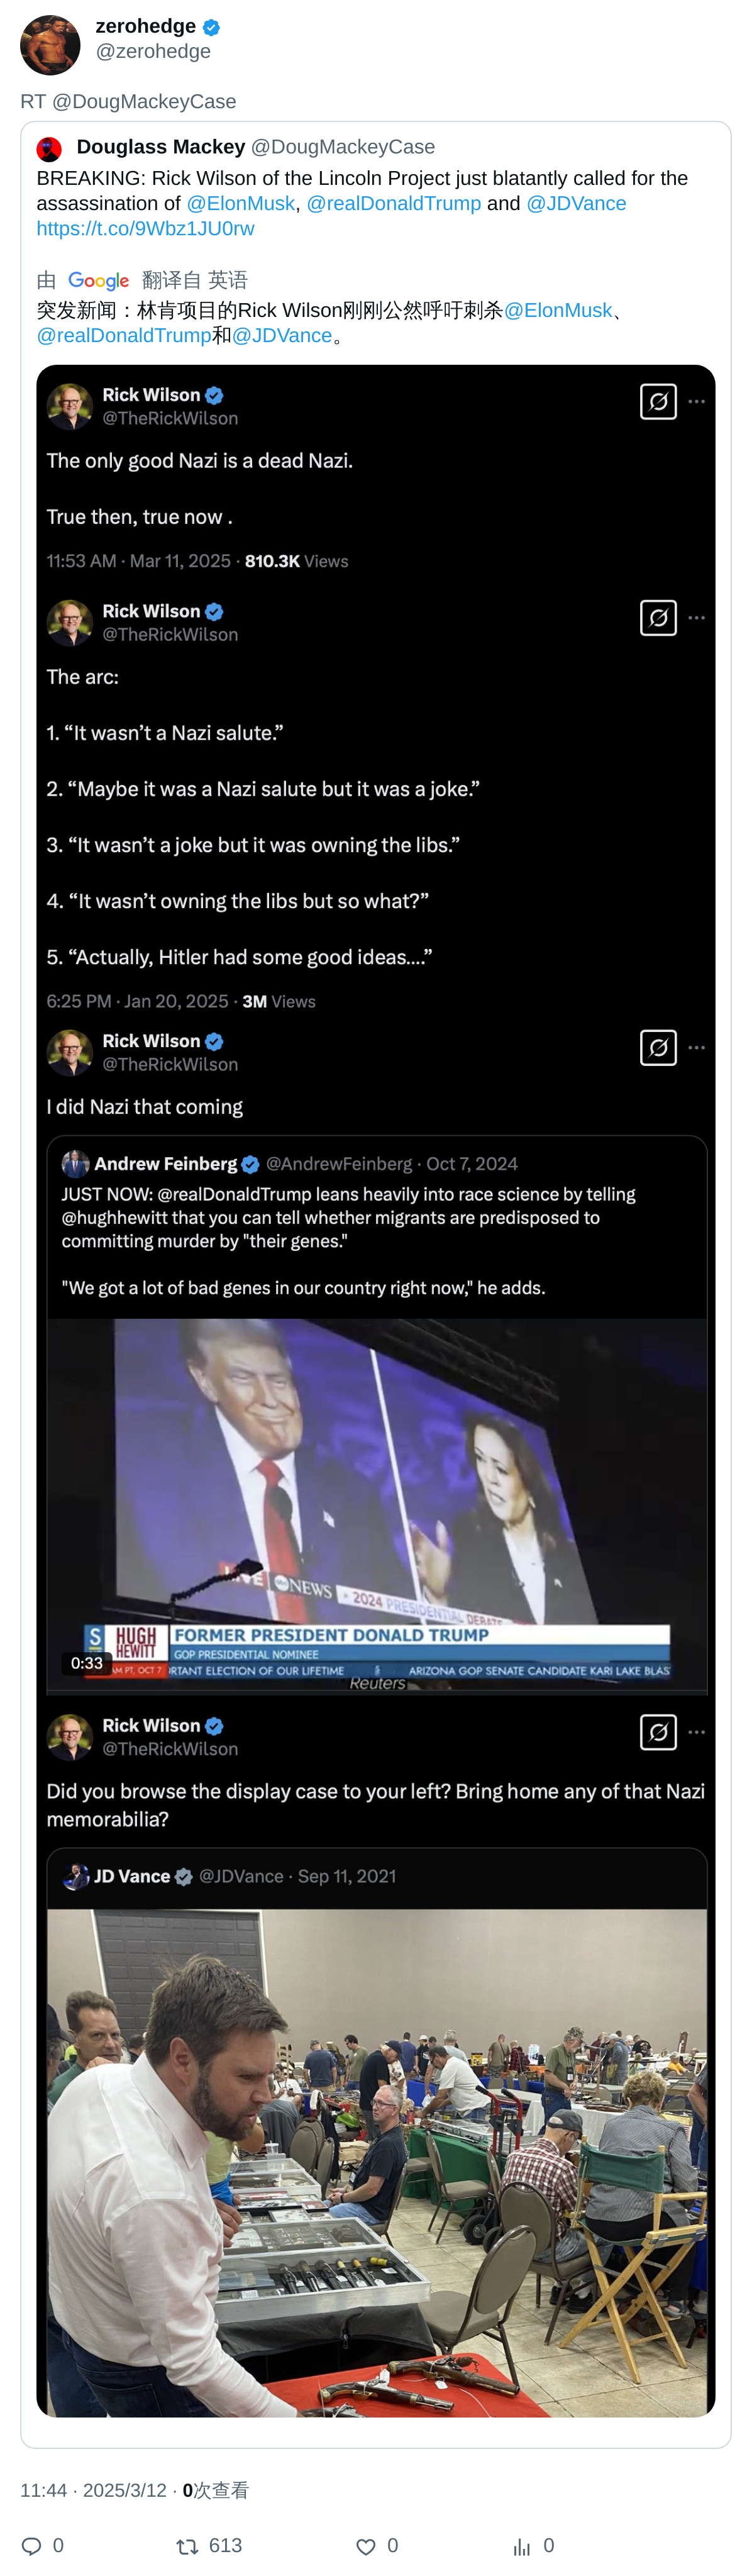 zerohedge
@zerohedge
RT @DougMackeyCase
Douglass Mackey @DougMackeyCase
BREAKING: Rick Wilson of the Lincoln Project just blatantly called for the
assassination of @ElonMusk, @realDonaldTrump and @JDVance
https://t.co/9Wbz1JU0rw
由 Google 翻译自 英语
突发新闻：林肯项目的Rick Wilson刚刚公然呼吁刺杀@ElonMusk、
@realDonaldTrump和@JDVance。
Rick Wilson
@TheRickWilson
The only good Nazi is a dead Nazi.
True then, true now .
11:53 AM · Mar 11, 2025 · 810.3K Views
Rick Wilson
@TheRickWilson
The arc:
1. “It wasn’t a Nazi salute.”
2. “Maybe it was a Nazi salute but it was a joke.”
3. “It wasn’t a joke but it was owning the libs.”
4. “It wasn’t owning the libs but so what?”
5. “Actually, Hitler had some good ideas....”
6:25 PM · Jan 20, 2025 · 3M Views
Rick Wilson
@TheRickWilson
I did Nazi that coming
Andrew Feinberg @AndrewFeinberg · Oct 7, 2024
JUST NOW: @realDonaldTrump leans heavily into race science by telling
@hughhewitt that you can tell whether migrants are predisposed to
committing murder by "their genes."
"We got a lot of bad genes in our country right now," he adds.
LIVE abc NEWS 2024 PRESIDENTIAL DEBATE
S HUGH HEWITT FORMER PRESIDENT DONALD TRUMP
GOP PRESIDENTIAL NOMINEE
0:33 AM PT, OCT 7 RTANT ELECTION OF OUR LIFETIME S ARIZONA GOP SENATE CANDIDATE KARI LAKE BLAS
Reuters
Rick Wilson
@TheRickWilson
Did you browse the display case to your left? Bring home any of that Nazi
memorabilia?
JD Vance @JDVance · Sep 11, 2021
11:44 · 2025/3/12 · 0次查看
0 613 0 0